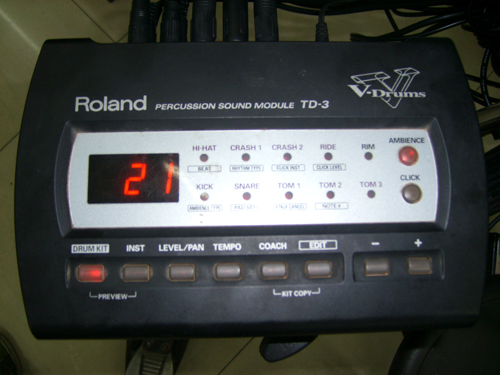 V-Drums
Roland PERCUSSION SOUND MODULE TD-3
HI-HAT CRASH 1 CRASH 2 RIDE RIM AMBIENCE
BEAT RHYTHM TYPE CLICK INST CLICK LEVEL
21
KICK SNARE TOM 1 TOM 2 TOM 3 CLICK
AMBIENCE TYPE NOTE #
DRUM KIT INST LEVEL/PAN TEMPO COACH EDIT - +
PREVIEW KIT COPY